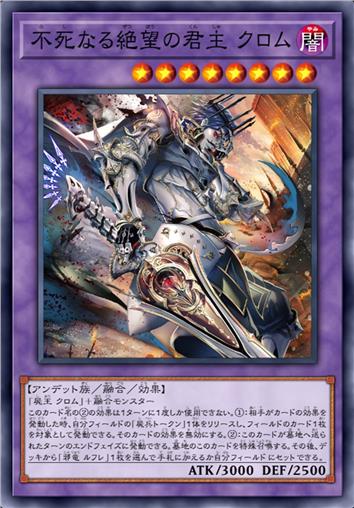 不死なる絶望の君主 クロム
闇
【アンデット族／融合／効果】
「屍王 クロム」＋融合モンスター
このカード名の②の効果は1ターンに1度しか使用できない。①：相手がカードの効果を
発動した時、自分フィールドの「屍兵トークン」1体をリリースし、フィールドのカード1枚
を対象として発動できる。そのカードの効果を無効にする。②：このカードが墓地へ送ら
れたターンのエンドフェイズに発動できる。墓地のこのカードを特殊召喚する。その後、デ
ッキから「邪竜 ルフレ」1枚を選んで手札に加えるか自分フィールドにセットできる。
ATK/3000 DEF/2500